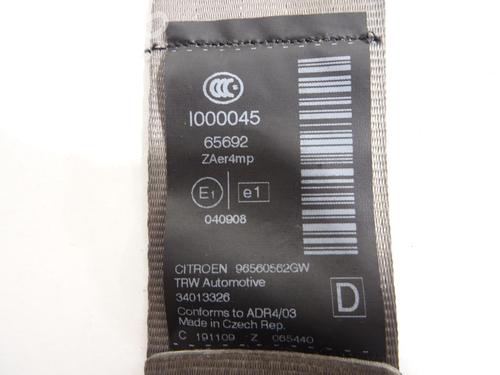 CCC
I000045
65692
ZAer4mp
E1 e1
040908
CITROEN 96560562GW
TRW Automotive
34013326
D
Conforms to ADR4/03
Made in Czech Rep.
C 191109 Z 065440